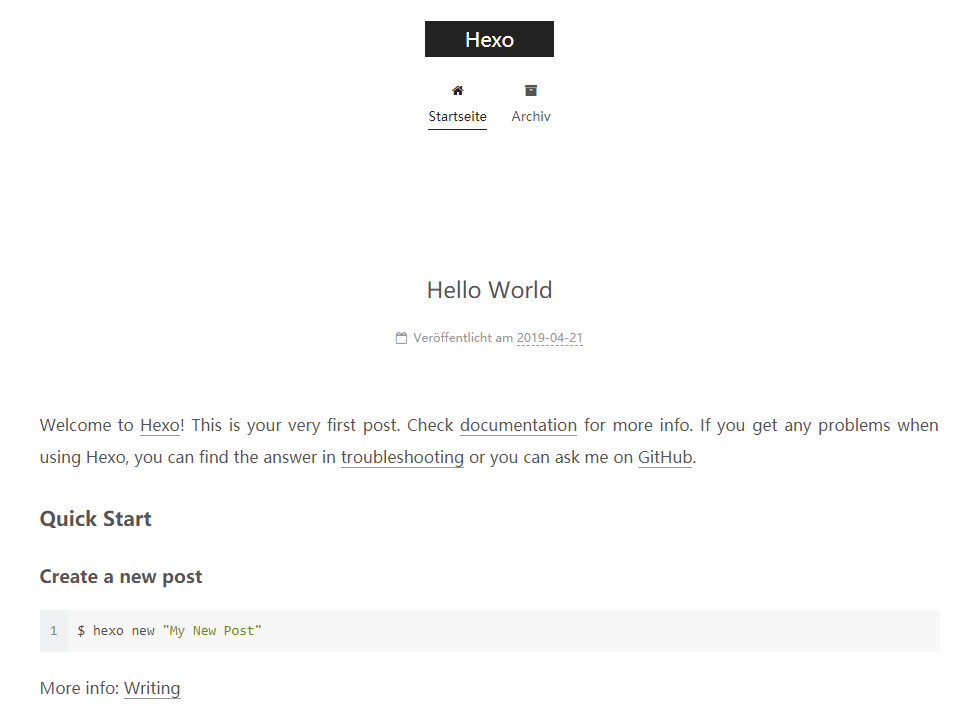 Hexo
Startseite Archiv
Hello World
Veröffentlicht am 2019-04-21
Welcome to Hexo! This is your very first post. Check documentation for more info. If you get any problems when
using Hexo, you can find the answer in troubleshooting or you can ask me on GitHub.
Quick Start
Create a new post
1 $ hexo new "My New Post"
More info: Writing